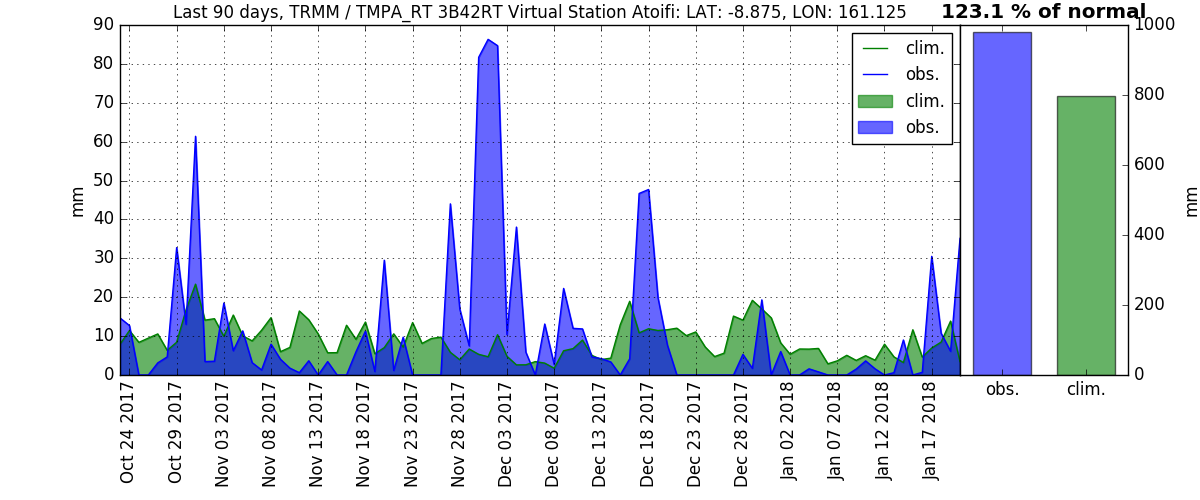 Last 90 days, TRMM / TMPA_RT 3B42RT Virtual Station Atoifi: LAT: -8.875, LON: 161.125
123.1 % of normal
90
80
70
60
50
40
30
20
10
0
mm
clim.
obs.
clim.
obs.
1000
800
600
400
200
0
mm
Oct 24 2017
Oct 29 2017
Nov 03 2017
Nov 08 2017
Nov 13 2017
Nov 18 2017
Nov 23 2017
Nov 28 2017
Dec 03 2017
Dec 08 2017
Dec 13 2017
Dec 18 2017
Dec 23 2017
Dec 28 2017
Jan 02 2018
Jan 07 2018
Jan 12 2018
Jan 17 2018
obs.
clim.